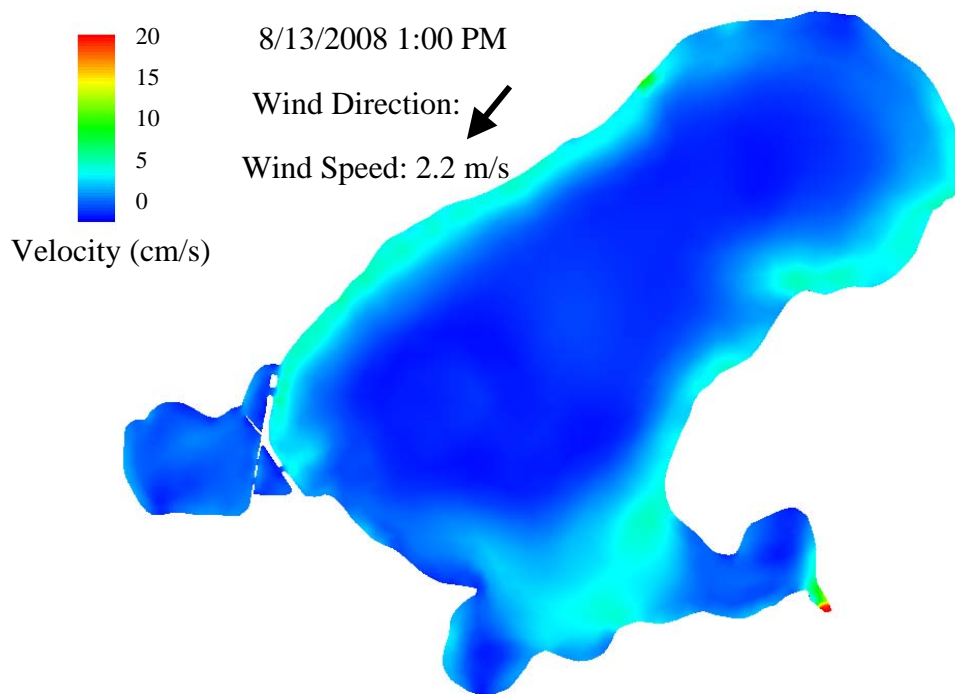 20
15
10
5
0
Velocity (cm/s)
8/13/2008 1:00 PM
Wind Direction:
Wind Speed: 2.2 m/s